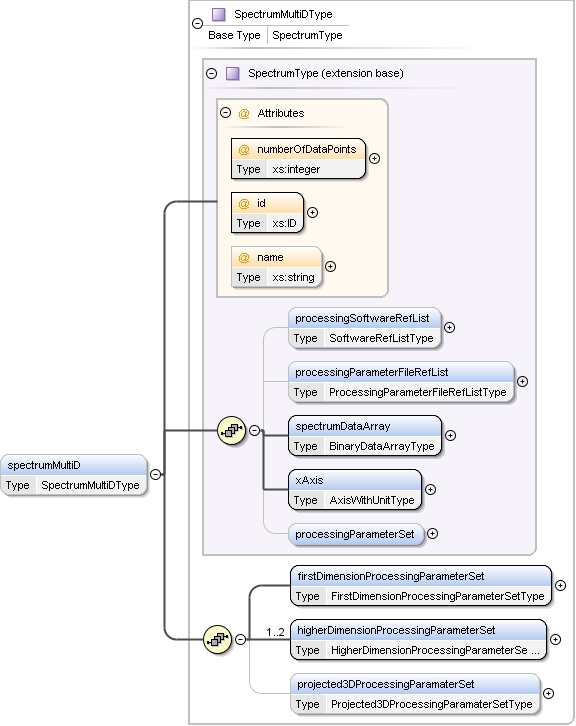 SpectrumMultiDType
Base Type SpectrumType
SpectrumType (extension base)
@ Attributes
@ numberOfDataPoints
Type xs:integer
@ id
Type xs:ID
@ name
Type xs:string
processingSoftwareRefList
Type SoftwareRefListType
processingParameterFileRefList
Type ProcessingParameterFileRefListType
spectrumDataArray
Type BinaryDataArrayType
xAxis
Type AxisWithUnitType
processingParameterSet
spectrumMultiD
Type SpectrumMultiDType
firstDimensionProcessingParameterSet
Type FirstDimensionProcessingParameterSetType
1..2
higherDimensionProcessingParameterSet
Type HigherDimensionProcessingParameterSe ...
projected3DProcessingParamaterSet
Type Projected3DProcessingParamaterSetType